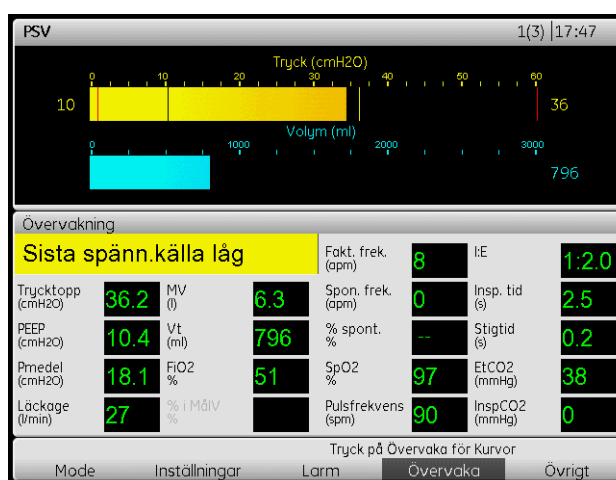 PSV 1(3) 17:47
Tryck (cmH2O)
0 10 20 30 40 50 60
10 36
Volym (ml)
0 1000 2000 3000
796
Övervakning
Sista spänn.källa låg
Fakt. frek. (apm) 8 I:E 1:2.0
Trycktopp (cmH2O) 36.2 MV (l) 6.3 Spon. frek. (apm) 0 Insp. tid (s) 2.5
PEEP (cmH2O) 10.4 Vt (ml) 796 % spont. % -- Stigtid (s) 0.2
Pmedel (cmH2O) 18.1 FiO2 % 51 SpO2 % 97 EtCO2 (mmHg) 38
Läckage (l/min) 27 % i MålV % Pulsfrekvens (spm) 90 InspCO2 (mmHg) 0
Tryck på Övervaka för Kurvor
Mode Inställningar Larm Övervaka Övrigt